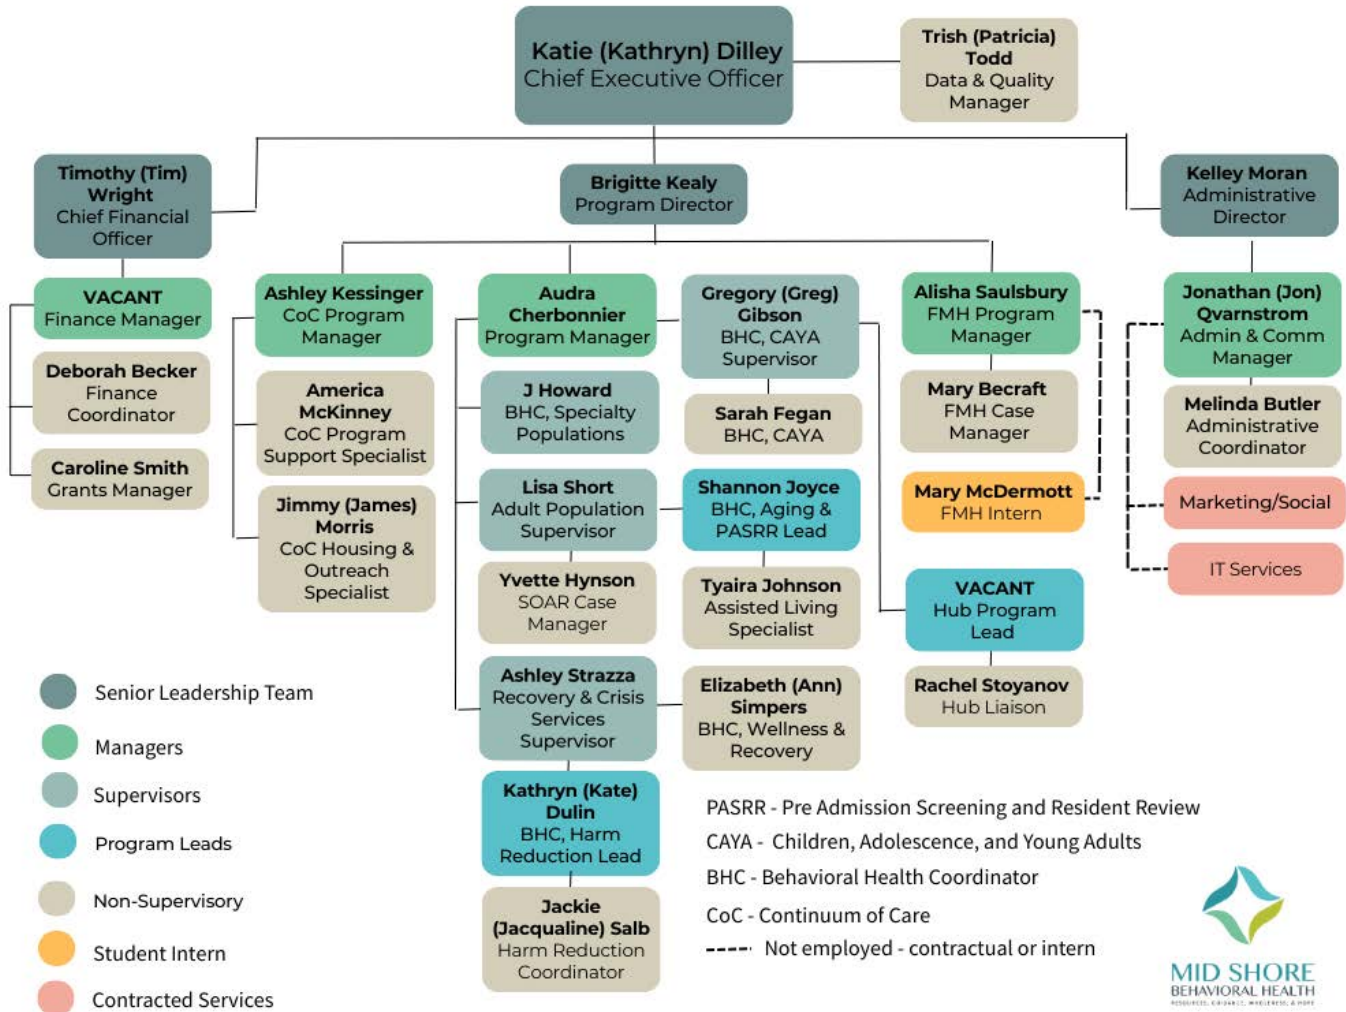 Katie (Kathryn) Dilley
Chief Executive Officer
Trish (Patricia)
Todd
Data & Quality
Manager
Timothy (Tim)
Wright
Chief Financial
Officer
Brigitte Kealy
Program Director
Kelley Moran
Administrative
Director
VACANT
Finance Manager
Deborah Becker
Finance
Coordinator
Caroline Smith
Grants Manager
Ashley Kessinger
CoC Program
Manager
America
McKinney
CoC Program
Support Specialist
Jimmy (James)
Morris
CoC Housing &
Outreach
Specialist
Audra
Cherbonnier
Program Manager
J Howard
BHC, Specialty
Populations
Lisa Short
Adult Population
Supervisor
Yvette Hynson
SOAR Case
Manager
Ashley Strazza
Recovery & Crisis
Services
Supervisor
Kathryn (Kate)
Dulin
BHC, Harm
Reduction Lead
Jackie
(Jacqualine) Salb
Harm Reduction
Coordinator
Gregory (Greg)
Gibson
BHC, CAYA
Supervisor
Sarah Fegan
BHC, CAYA
Shannon Joyce
BHC, Aging &
PASRR Lead
Tyaira Johnson
Assisted Living
Specialist
Elizabeth (Ann)
Simpers
BHC, Wellness &
Recovery
Alisha Saulsbury
FMH Program
Manager
Mary Becraft
FMH Case
Manager
Mary McDermott
FMH Intern
VACANT
Hub Program
Lead
Rachel Stoyanov
Hub Liaison
Jonathan (Jon)
Qvarnstrom
Admin & Comm
Manager
Melinda Butler
Administrative
Coordinator
Marketing/Social
IT Services
Senior Leadership Team
Managers
Supervisors
Program Leads
Non-Supervisory
Student Intern
Contracted Services
PASRR - Pre Admission Screening and Resident Review
CAYA - Children, Adolescence, and Young Adults
BHC - Behavioral Health Coordinator
CoC - Continuum of Care
Not employed - contractual or intern
MID SHORE
BEHAVIORAL HEALTH
RESOURCES, GUIDANCE, WHOLENESS, & HOPE